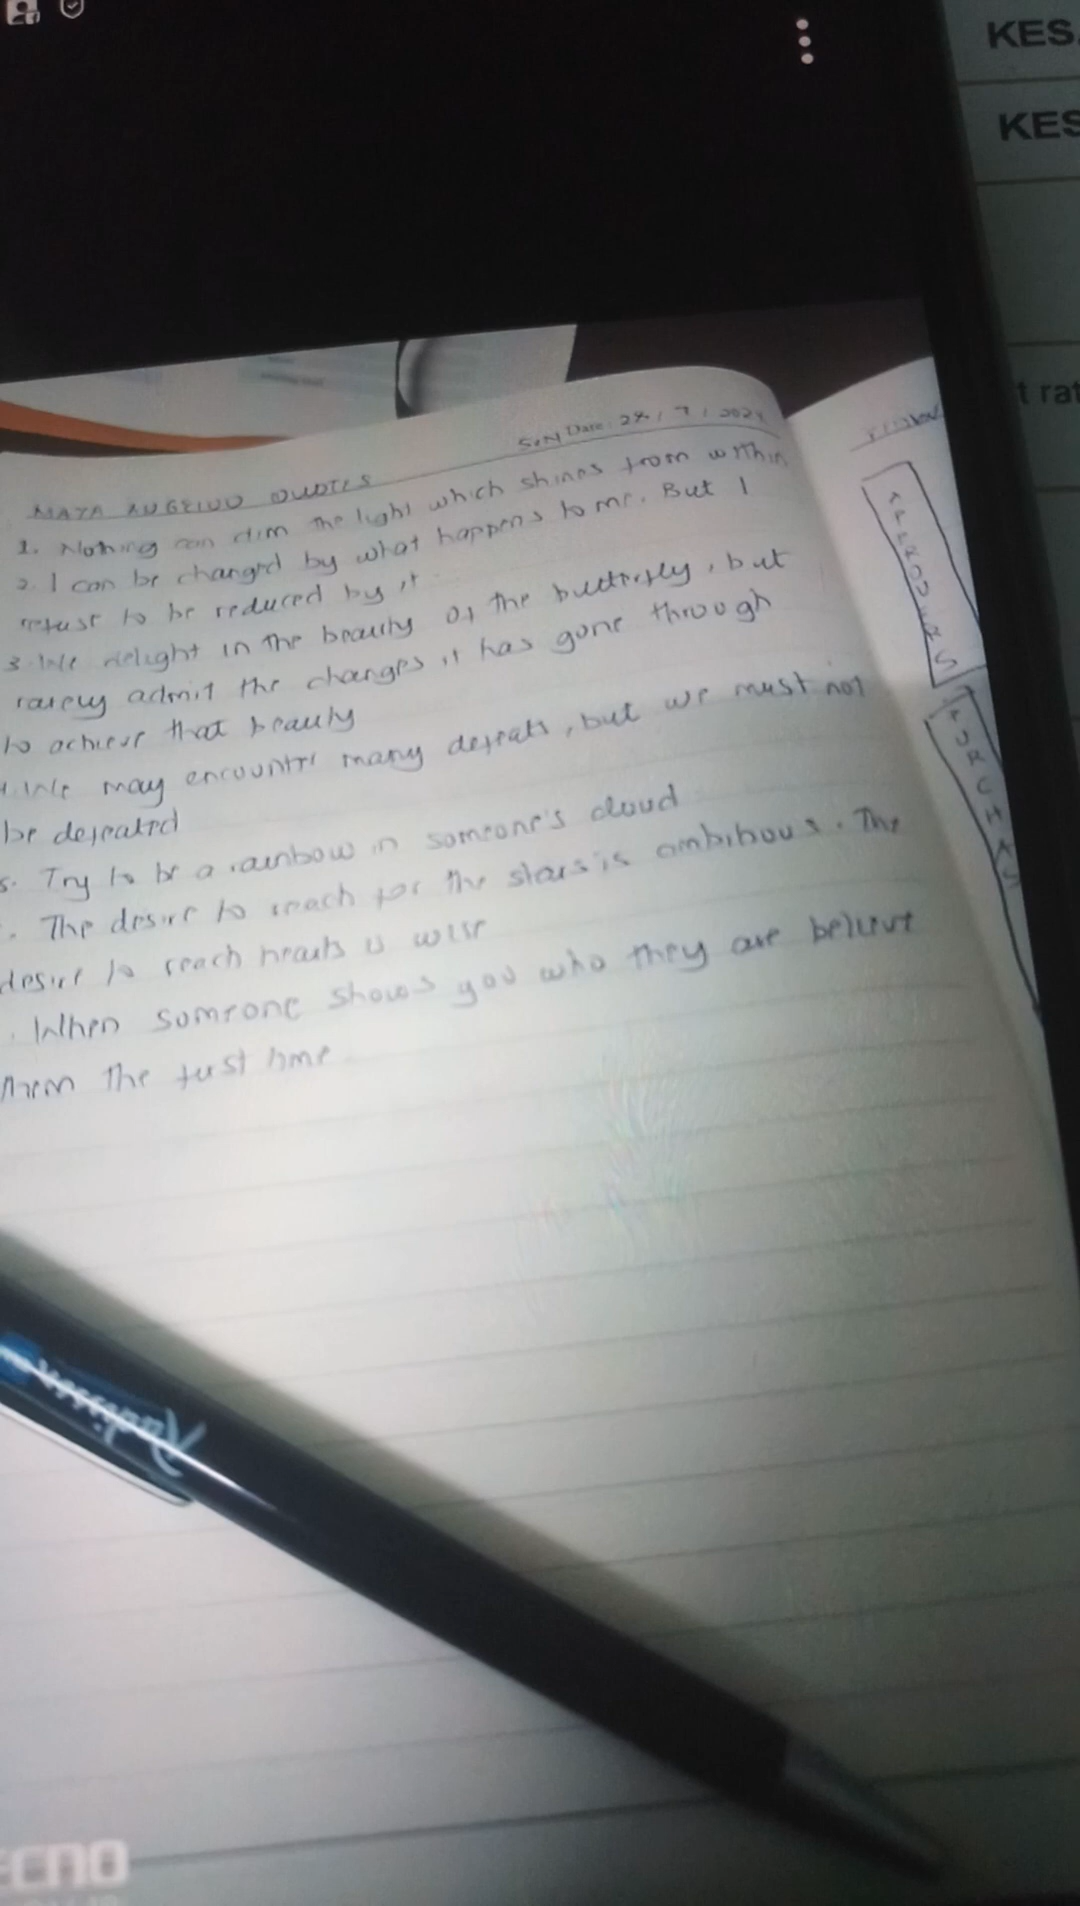 KES.
KES
t rat
SUN Date: 28/7/2024
MAYA ANGELUO QUOTES
1. Nothing can dim the light which shines from within
2. I can be changed by what happens to me. But I
refuse to be reduced by it.
3. We delight in the beauty of the butterfly, but
rarely admit the changes it has gone through
to achieve that beauty
We may encounter many defeats, but we must not
be defeated
5. Try to be a rainbow in someone's cloud
. The desire to reach for the stars is ambitious. The
desire to reach hearts is wise
. When someone shows you who they are believe
them the first time
Radisson
ECNO